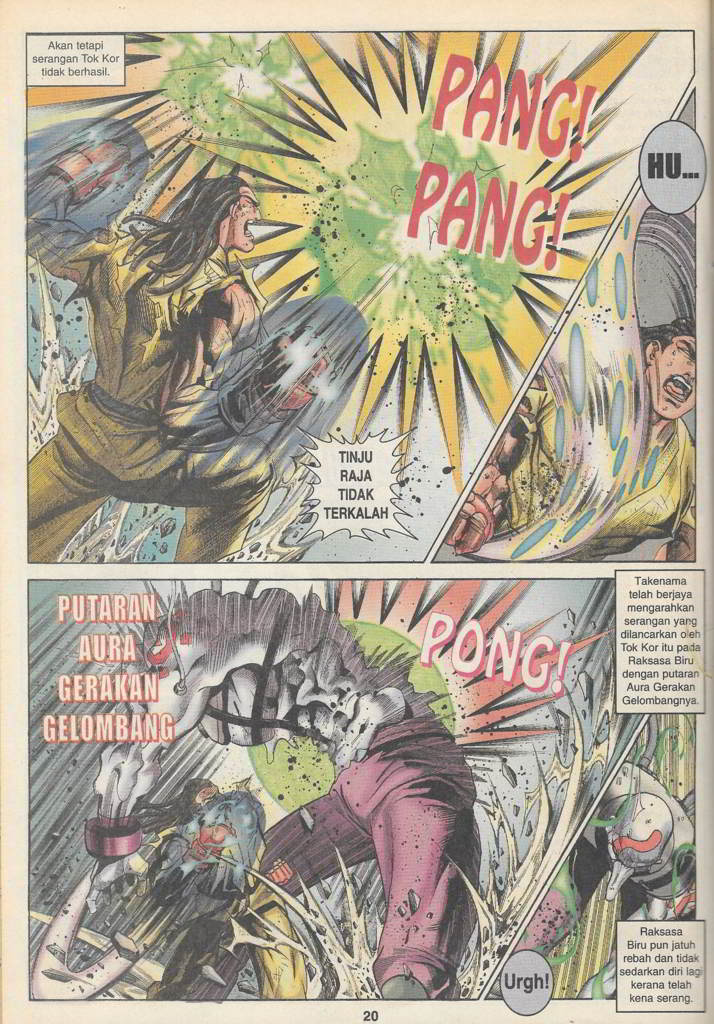 Akan tetapi
serangan Tok Kor
tidak berhasil.
PANG!
PANG!
HU...
TINJU
RAJA
TIDAK
TERKALAH
PUTARAN
AURA
GERAKAN
GELOMBANG
PONG!
Takenama
telah berjaya
mengarahkan
serangan yang
dilancarkan oleh
Tok Kor itu pada
Raksasa Biru
dengan putaran
Aura Gerakan
Gelombangnya.
Urgh!
Raksasa
Biru pun jatuh
rebah dan tidak
sedarkan diri lagi
kerana telah
kena serang.
20